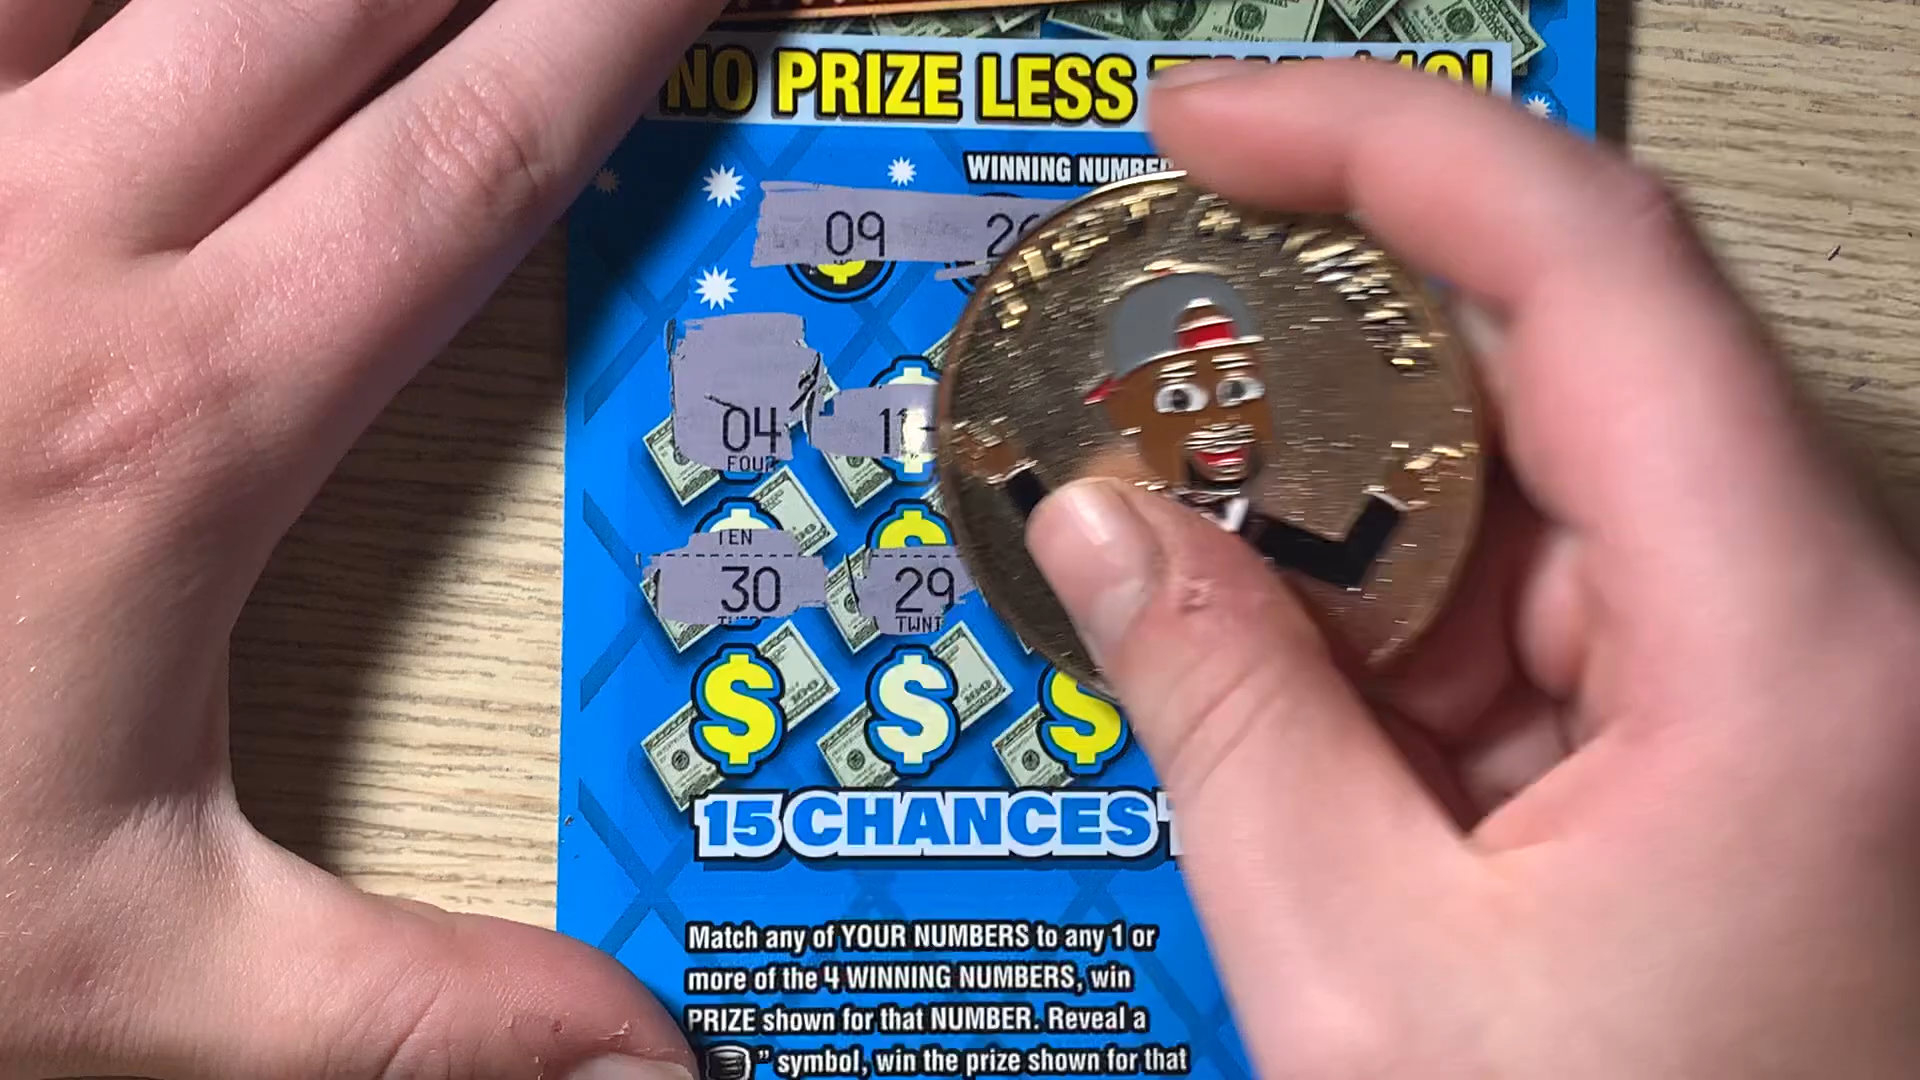 NO PRIZE LESS
WINNING NUMBER
09
04 11
FOUR
TEN
30 29
TWNI
15 CHANCES
Match any of YOUR NUMBERS to any 1 or
more of the 4 WINNING NUMBERS, win
PRIZE shown for that NUMBER. Reveal a
" symbol, win the prize shown for that